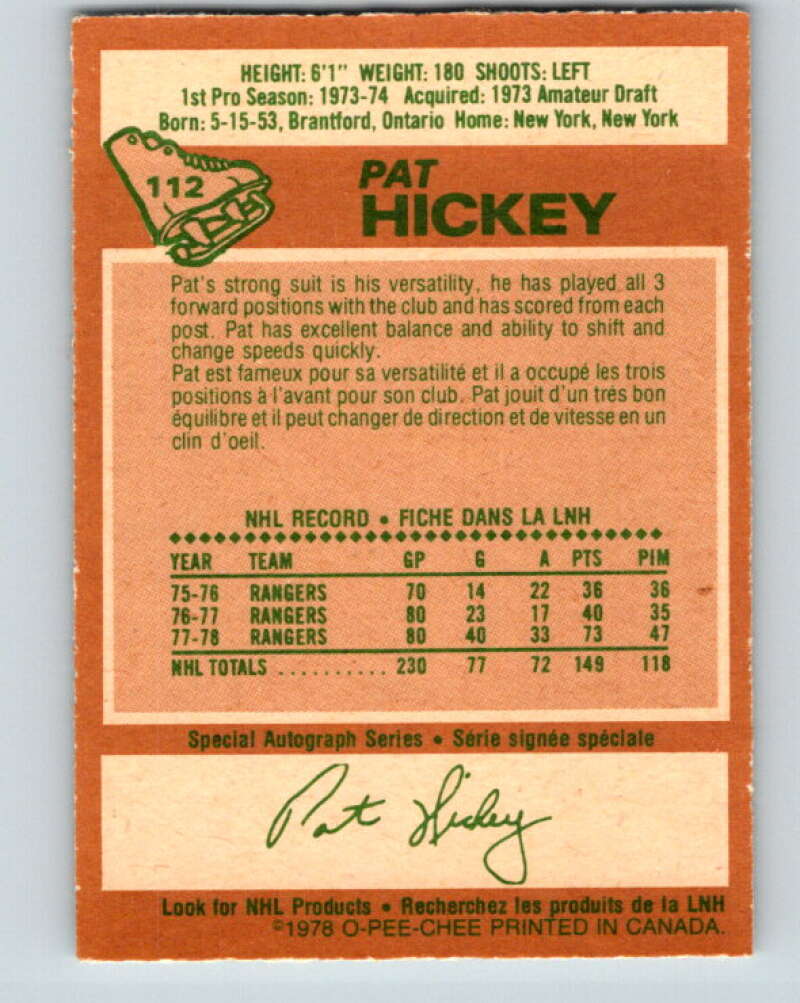 HEIGHT: 6'1" WEIGHT: 180 SHOOTS: LEFT
1st Pro Season: 1973-74 Acquired: 1973 Amateur Draft
Born: 5-15-53, Brantford, Ontario Home: New York, New York
112
PAT
HICKEY
Pat's strong suit is his versatility, he has played all 3
forward positions with the club and has scored from each
post. Pat has excellent balance and ability to shift and
change speeds quickly.
Pat est fameux pour sa versatilité et il a occupé les trois
positions à l'avant pour son club. Pat jouit d'un très bon
équilibre et il peut changer de direction et de vitesse en un
clin d'oeil.
NHL RECORD • FICHE DANS LA LNH
YEAR TEAM GP G A PTS PIM
75-76 RANGERS 70 14 22 36 36
76-77 RANGERS 80 23 17 40 35
77-78 RANGERS 80 40 33 73 47
NHL TOTALS .......... 230 77 72 149 118
Special Autograph Series • Série signée spéciale
Pat Hickey
Look for NHL Products • Recherchez les produits de la LNH
©1978 O-PEE-CHEE PRINTED IN CANADA.